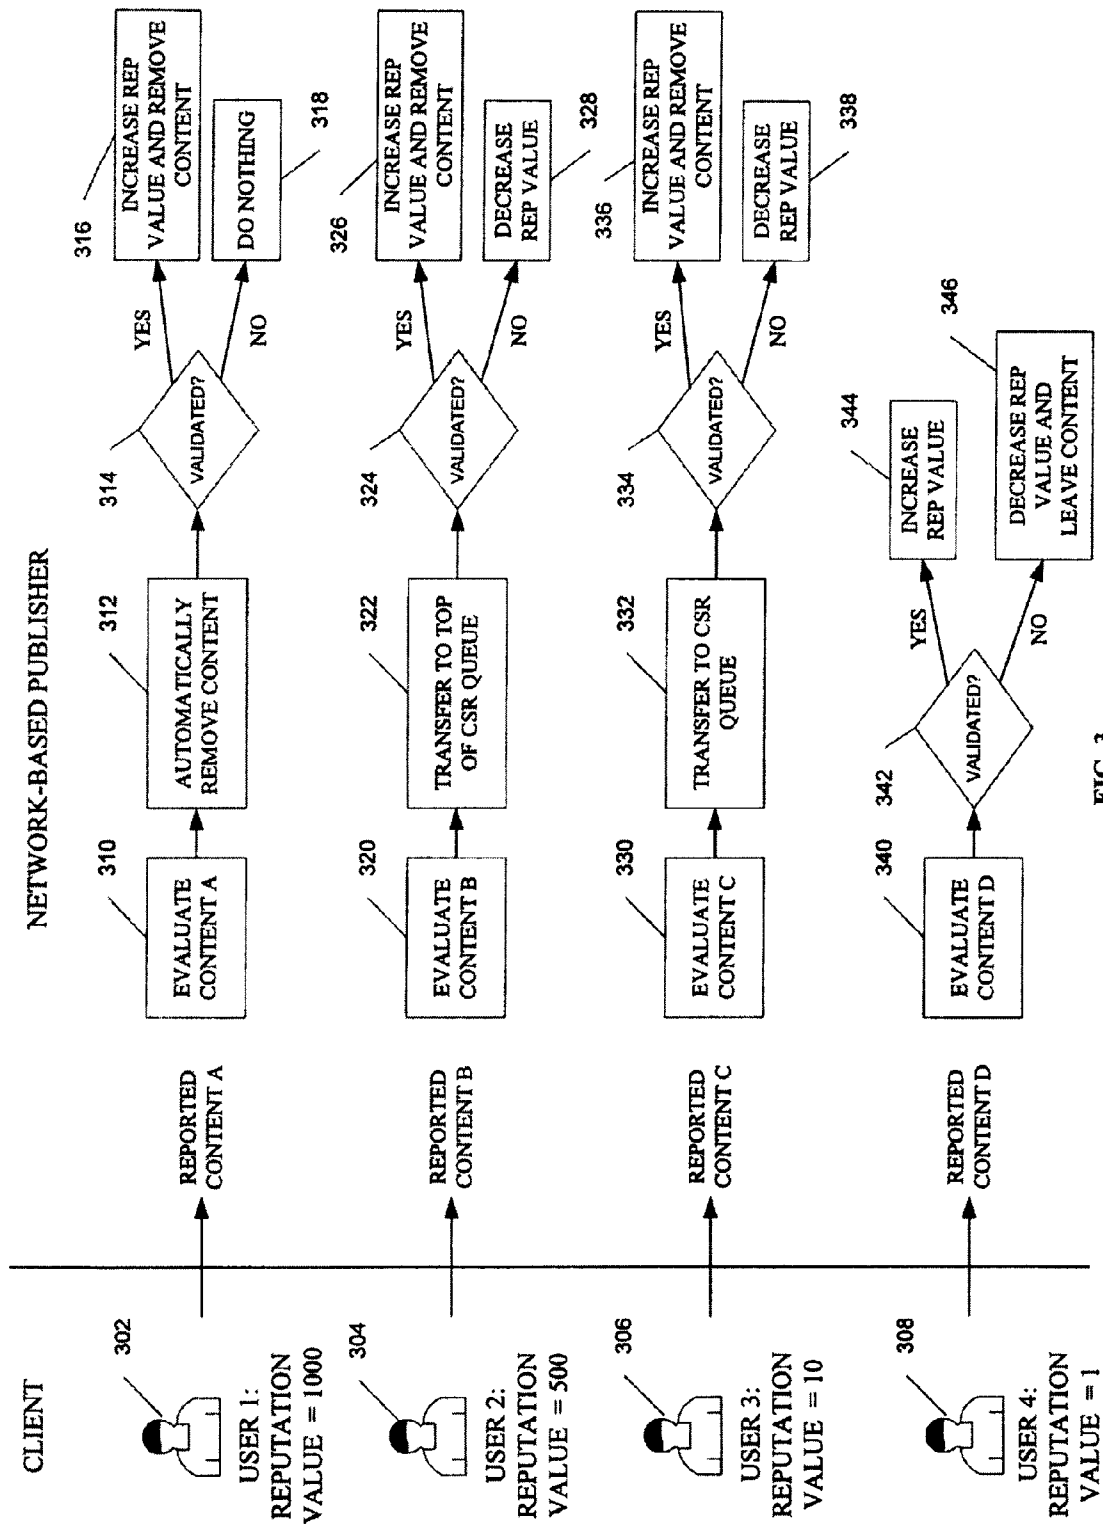 CLIENT
NETWORK-BASED PUBLISHER
302
USER 1:
REPUTATION
VALUE = 1000
REPORTED
CONTENT A
310
EVALUATE
CONTENT A
312
AUTOMATICALLY
REMOVE CONTENT
314
VALIDATED?
YES
NO
316
INCREASE REP
VALUE AND REMOVE
CONTENT
DO NOTHING
318
304
USER 2:
REPUTATION
VALUE = 500
REPORTED
CONTENT B
320
EVALUATE
CONTENT B
322
TRANSFER TO TOP
OF CSR QUEUE
324
VALIDATED?
YES
NO
326
INCREASE REP
VALUE AND REMOVE
CONTENT
DECREASE
REP VALUE
328
306
USER 3:
REPUTATION
VALUE = 10
REPORTED
CONTENT C
330
EVALUATE
CONTENT C
332
TRANSFER TO CSR
QUEUE
334
VALIDATED?
YES
NO
336
INCREASE REP
VALUE AND REMOVE
CONTENT
DECREASE
REP VALUE
338
308
USER 4:
REPUTATION
VALUE = 1
REPORTED
CONTENT D
340
EVALUATE
CONTENT D
342
VALIDATED?
YES
NO
344
INCREASE
REP VALUE
346
DECREASE REP
VALUE AND
LEAVE CONTENT
FIG 3